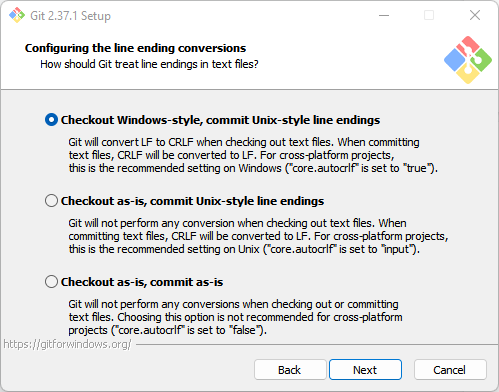 Git 2.37.1 Setup
Configuring the line ending conversions
How should Git treat line endings in text files?
Checkout Windows-style, commit Unix-style line endings
Git will convert LF to CRLF when checking out text files. When committing
text files, CRLF will be converted to LF. For cross-platform projects,
this is the recommended setting on Windows ("core.autocrlf" is set to "true").
Checkout as-is, commit Unix-style line endings
Git will not perform any conversion when checking out text files. When
committing text files, CRLF will be converted to LF. For cross-platform projects,
this is the recommended setting on Unix ("core.autocrlf" is set to "input").
Checkout as-is, commit as-is
Git will not perform any conversions when checking out or committing
text files. Choosing this option is not recommended for cross-platform
projects ("core.autocrlf" is set to "false").
https://gitforwindows.org/
Back Next Cancel